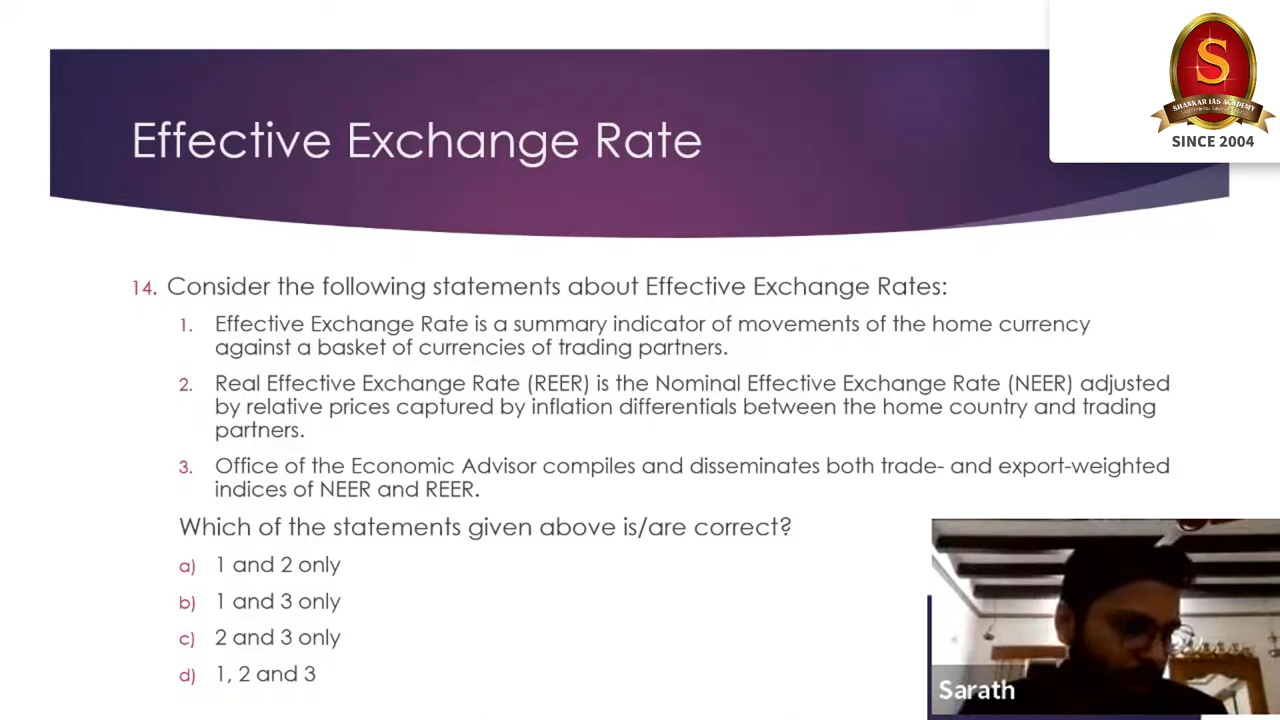 S
SHANKAR IAS ACADEMY
SINCE 2004
Effective Exchange Rate
14. Consider the following statements about Effective Exchange Rates:
1. Effective Exchange Rate is a summary indicator of movements of the home currency
against a basket of currencies of trading partners.
2. Real Effective Exchange Rate (REER) is the Nominal Effective Exchange Rate (NEER) adjusted
by relative prices captured by inflation differentials between the home country and trading
partners.
3. Office of the Economic Advisor compiles and disseminates both trade- and export-weighted
indices of NEER and REER.
Which of the statements given above is/are correct?
a) 1 and 2 only
b) 1 and 3 only
c) 2 and 3 only
d) 1, 2 and 3
Sarath